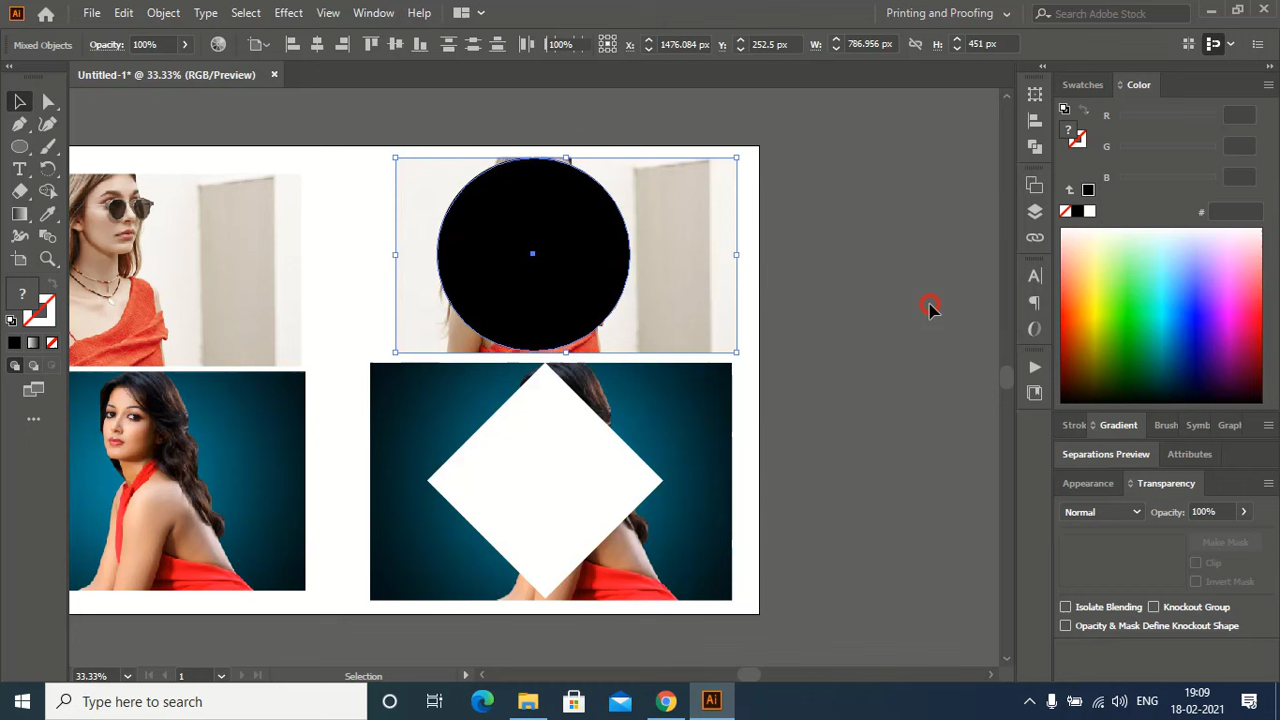 Ai File Edit Object Type Select Effect View Window Help Printing and Proofing Search Adobe Stock
Mixed Objects Opacity: 100% 100% X: 1476.084 px Y: 252.5 px W: 786.956 px H: 451 px
Untitled-1* @ 33.33% (RGB/Preview)
Swatches Color
R
G
B
#
?
?
T
A
Strok Gradient Brush Symb Graph
Separations Preview Attributes
Appearance Transparency
Normal Opacity: 100%
Make Mask
Clip
Invert Mask
Isolate Blending Knockout Group
Opacity & Mask Define Knockout Shape
33.33% 1 Selection
Type here to search
Ai
ENG
19:09
18-02-2021